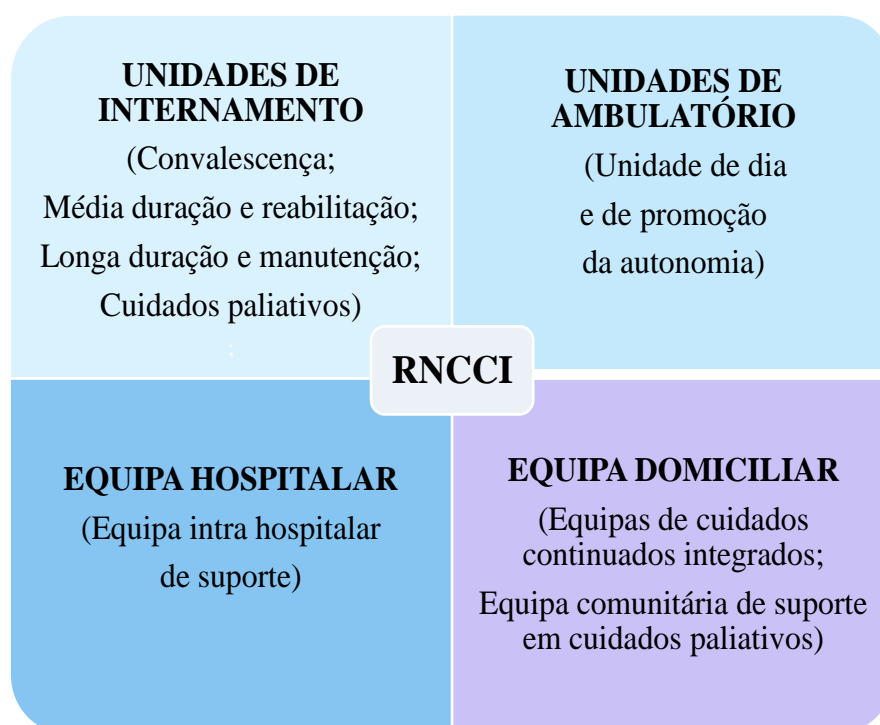 UNIDADES DE
INTERNAMENTO
(Convalescença;
Média duração e reabilitação;
Longa duração e manutenção;
Cuidados paliativos)
;
UNIDADES DE
AMBULATÓRIO
(Unidade de dia
e de promoção
da autonomia)
RNCCI
EQUIPA HOSPITALAR
(Equipa intra hospitalar
de suporte)
EQUIPA DOMICILIAR
(Equipas de cuidados
continuados integrados;
Equipa comunitária de suporte
em cuidados paliativos)